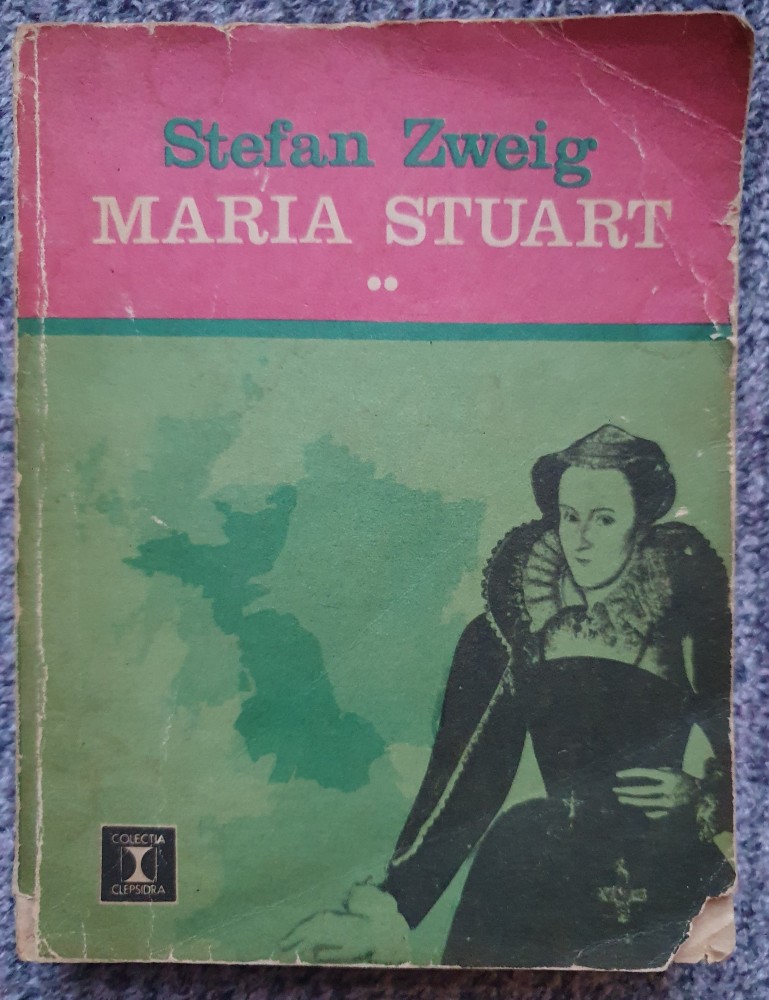 Stefan Zweig
MARIA STUART
••
COLECȚIA
CLEPSIDRA